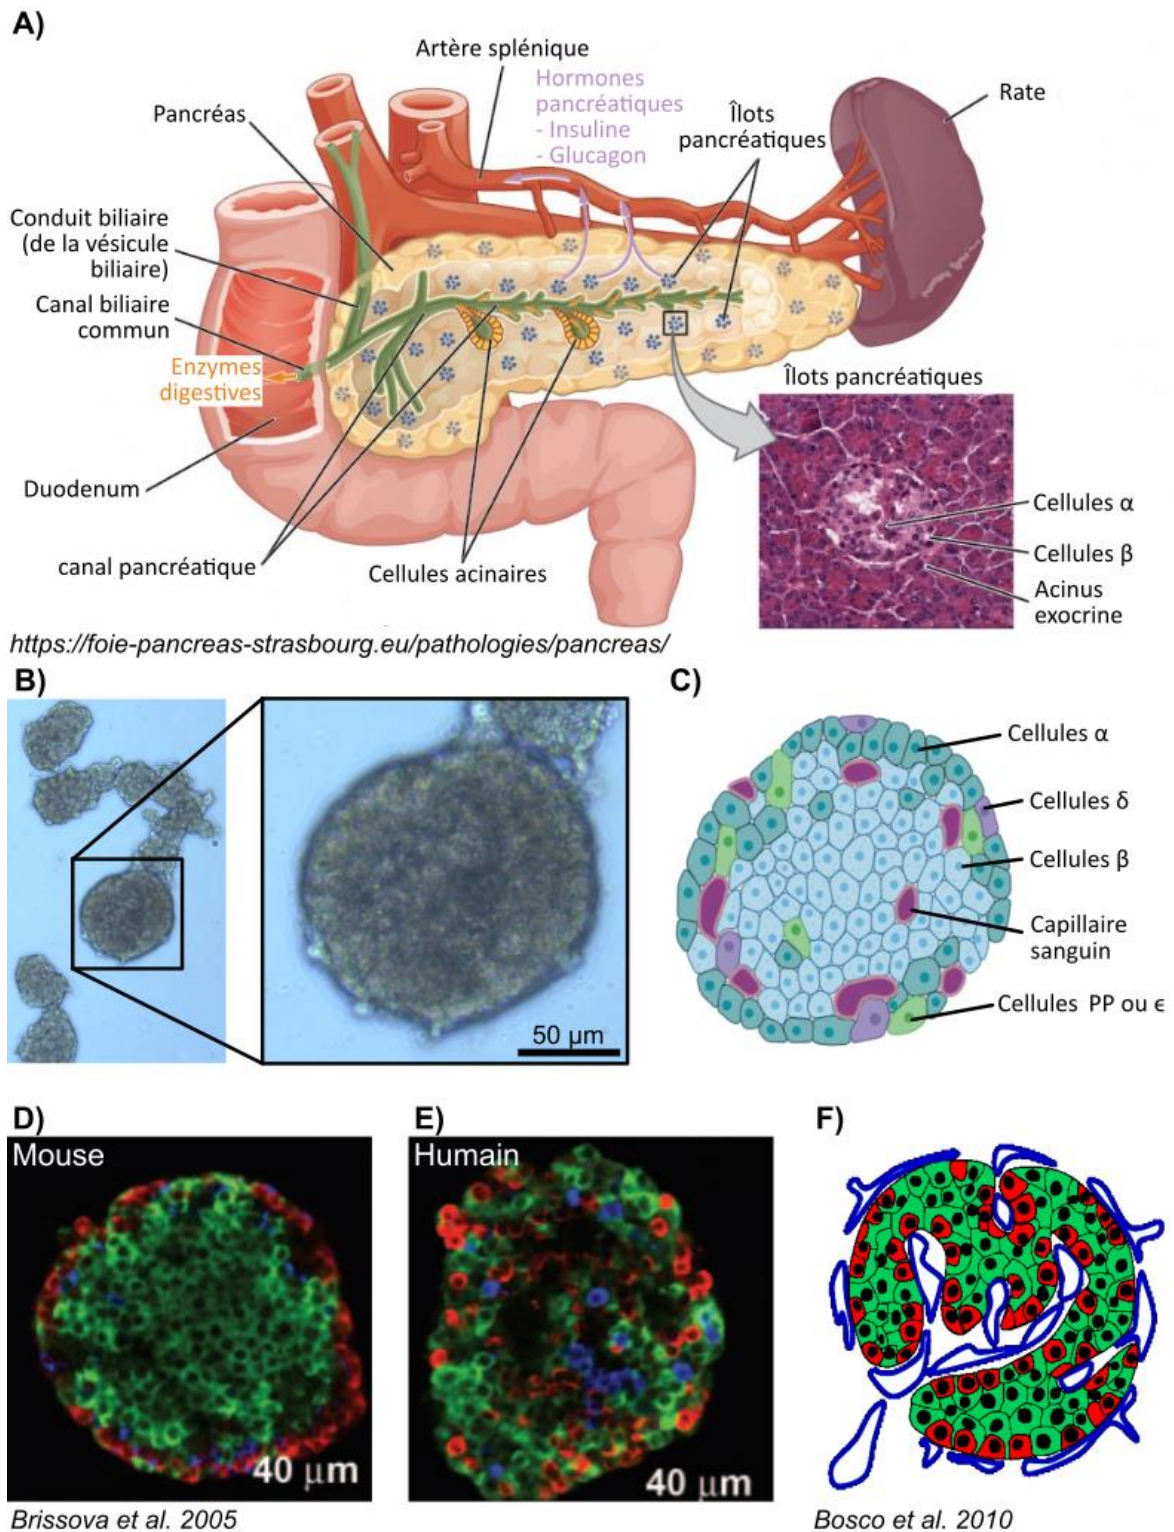 A)
Artère splénique
Hormones
pancréatiques
- Insuline
- Glucagon
Îlots
pancréatiques
Rate
Pancréas
Conduit biliaire
(de la vésicule
biliaire)
Canal biliaire
commun
Enzymes
digestives
Duodenum
canal pancréatique
Cellules acinaires
Îlots pancréatiques
Cellules α
Cellules β
Acinus
exocrine
https://foie-pancreas-strasbourg.eu/pathologies/pancreas/
B)
50 µm
C)
Cellules α
Cellules δ
Cellules β
Capillaire
sanguin
Cellules PP ou ϵ
D)
Mouse
40 µm
Brissova et al. 2005
E)
Humain
40 µm
F)
Bosco et al. 2010